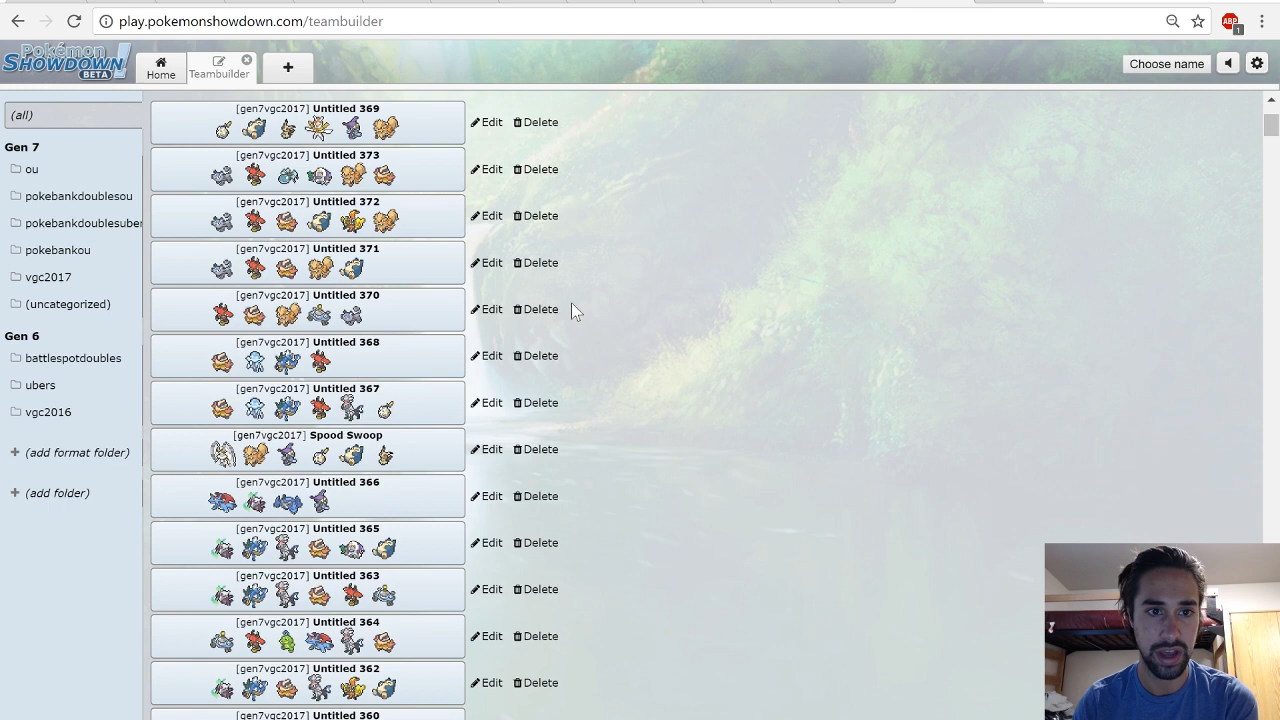 play.pokemonshowdown.com/teambuilder
ABP
1
Pokémon
SHOWDOWN!
BETA
Home
Teambuilder
Choose name
(all)
Gen 7
ou
pokebankdoublesou
pokebankdoublesuber
pokebankou
vgc2017
(uncategorized)
Gen 6
battlespotdoubles
ubers
vgc2016
(add format folder)
(add folder)
[gen7vgc2017] Untitled 369
Edit Delete
[gen7vgc2017] Untitled 373
Edit Delete
[gen7vgc2017] Untitled 372
Edit Delete
[gen7vgc2017] Untitled 371
Edit Delete
[gen7vgc2017] Untitled 370
Edit Delete
[gen7vgc2017] Untitled 368
Edit Delete
[gen7vgc2017] Untitled 367
Edit Delete
[gen7vgc2017] Spood Swoop
Edit Delete
[gen7vgc2017] Untitled 366
Edit Delete
[gen7vgc2017] Untitled 365
Edit Delete
[gen7vgc2017] Untitled 363
Edit Delete
[gen7vgc2017] Untitled 364
Edit Delete
[gen7vgc2017] Untitled 362
Edit Delete
[gen7vgc2017] Untitled 360